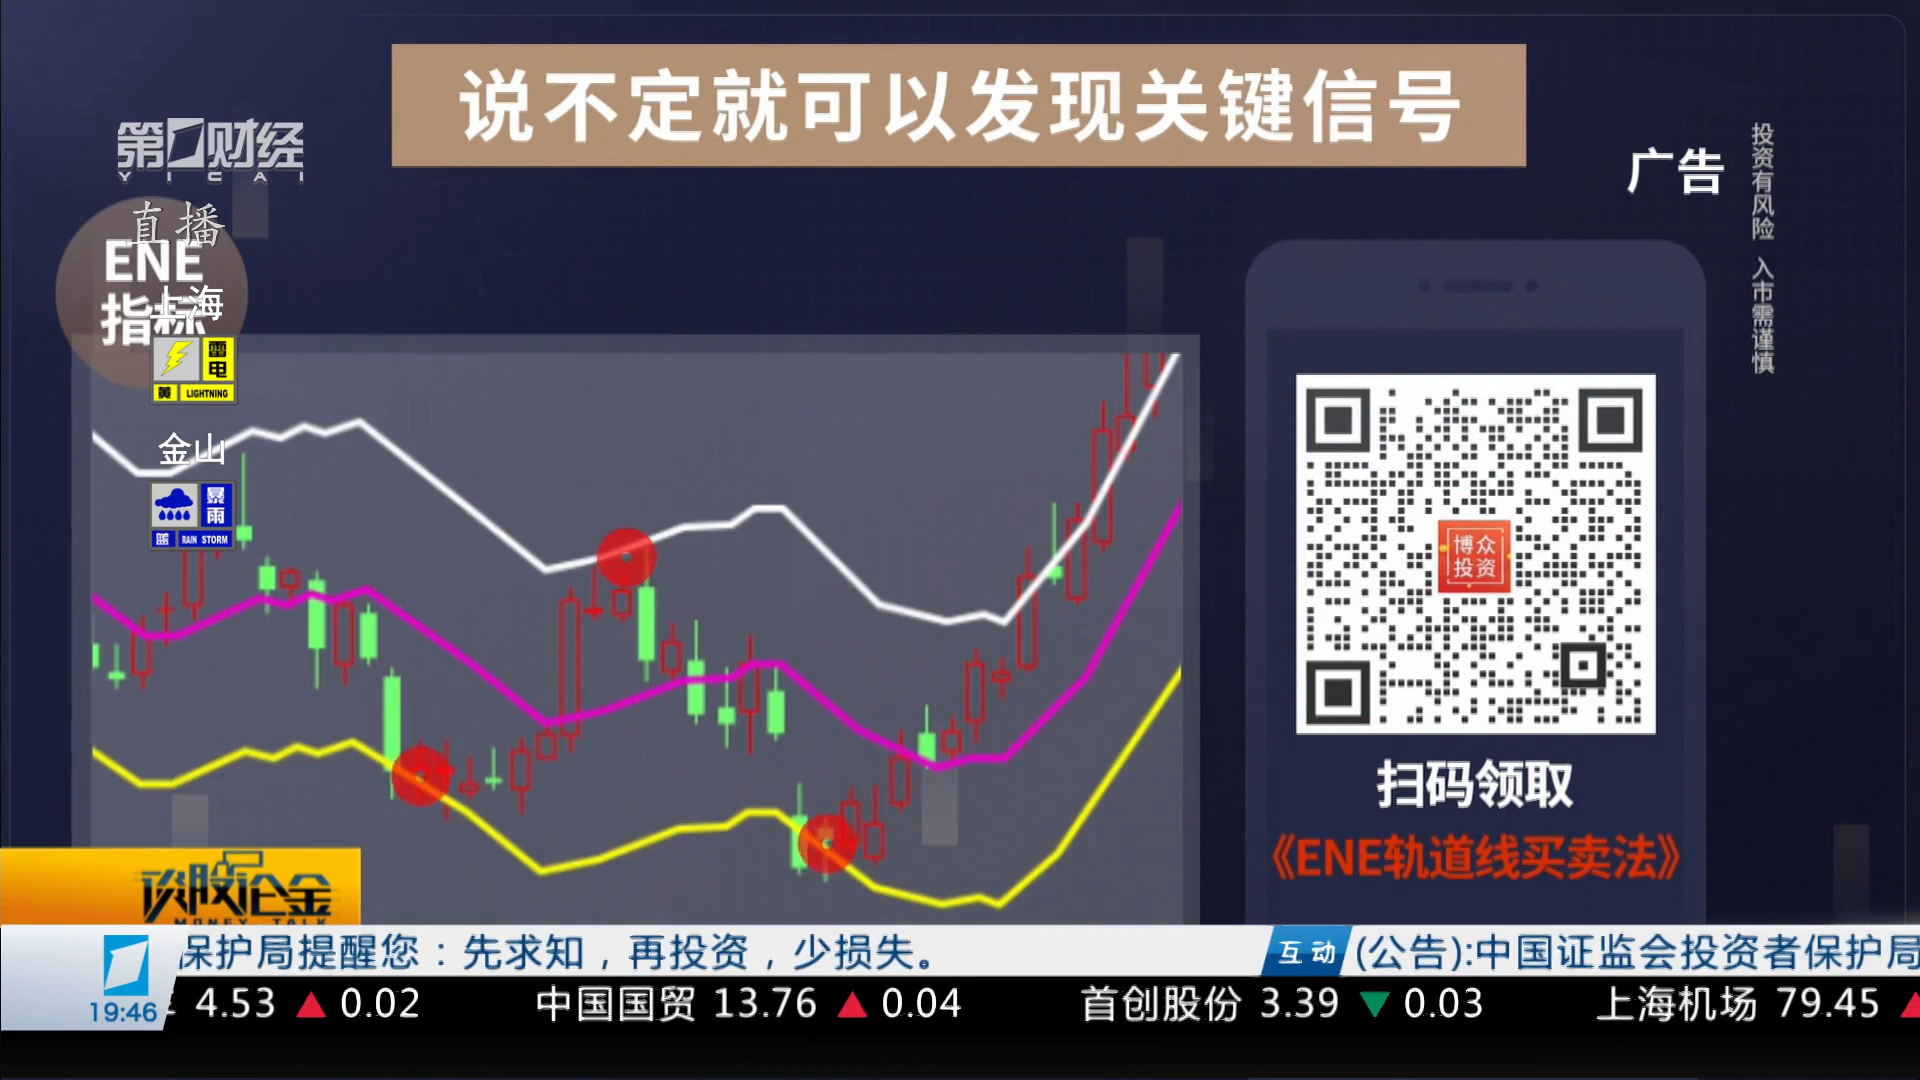 说不定就可以发现关键信号
第一财经
YICAI
直播
广告
投资有风险 入市需谨慎
ENE
指标
上海
雷电
黄 LIGHTNING
金山
暴雨
蓝 RAIN STORM
博众
投资
扫码领取
《ENE轨道线买卖法》
谈股论金
MONEY TALK
保护局提醒您：先求知，再投资，少损失。
互动 (公告):中国证监会投资者保护局
19:46
4.53 ▲ 0.02 中国国贸 13.76 ▲ 0.04 首创股份 3.39 ▼ 0.03 上海机场 79.45 ▲